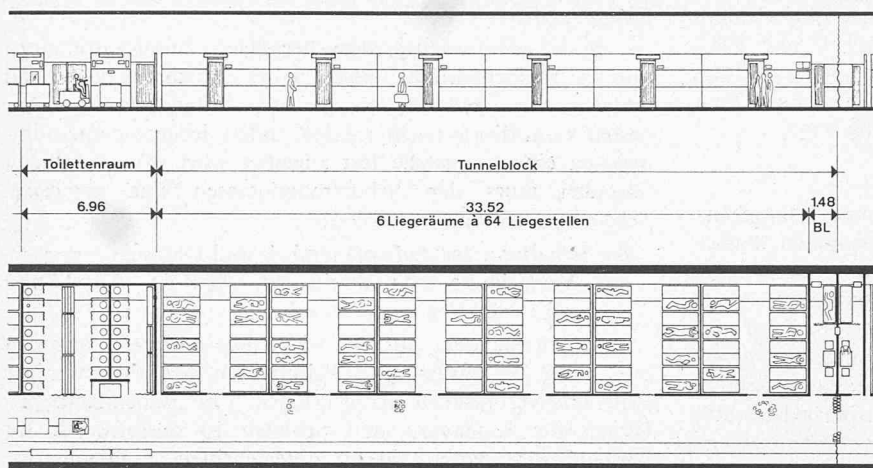 Toilettenraum
Tunnelblock
6.96
33.52
1.48
6 Liegeräume à 64 Liegestellen
BL